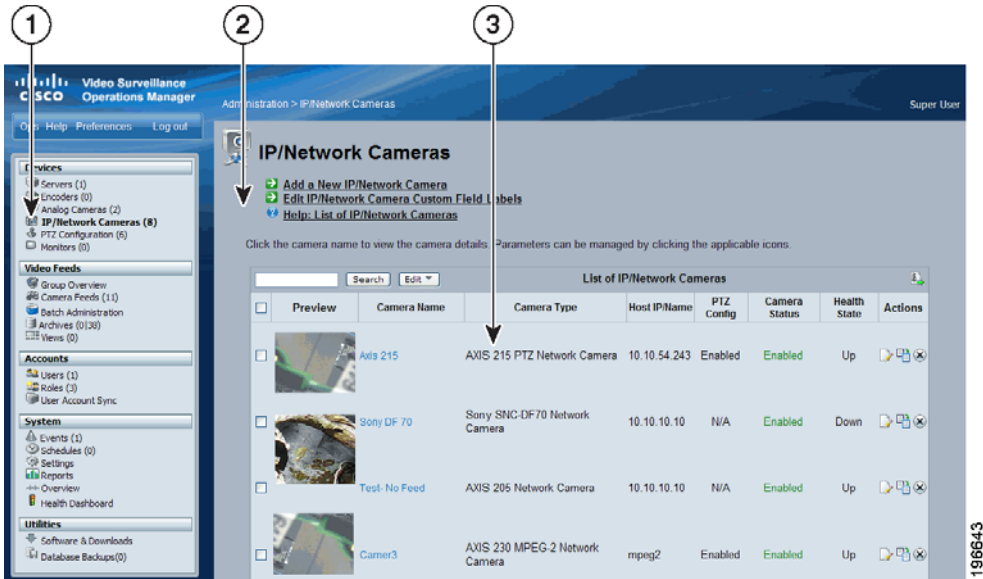 1 2 3
CISCO
Video Surveillance
Operations Manager
Ops Help Preferences Log out
Administration > IP/Network Cameras
Super User
Devices
Servers (1)
Encoders (0)
Analog Cameras (2)
IP/Network Cameras (8)
PTZ Configuration (6)
Monitors (0)
Video Feeds
Group Overview
Camera Feeds (11)
Batch Administration
Archives (0|38)
Views (0)
Accounts
Users (1)
Roles (3)
User Account Sync
System
Events (1)
Schedules (0)
Settings
Reports
Overview
Health Dashboard
Utilities
Software & Downloads
Database Backups(0)
IP/Network Cameras
Add a New IP/Network Camera
Edit IP/Network Camera Custom Field Labels
Help: List of IP/Network Cameras
Click the camera name to view the camera details. Parameters can be managed by clicking the applicable icons.
Search Edit List of IP/Network Cameras
Preview Camera Name Camera Type Host IP/Name PTZ Config Camera Status Health State Actions
Axis 215 AXIS 215 PTZ Network Camera 10.10.54.243 Enabled Enabled Up
Sony DF 70 Sony SNC-DF70 Network Camera 10.10.10.10 N/A Enabled Down
Test- No Feed AXIS 205 Network Camera 10.10.10.10 N/A Enabled Up
Camer3 AXIS 230 MPEG-2 Network Camera mpeg2 Enabled Enabled Up
196643